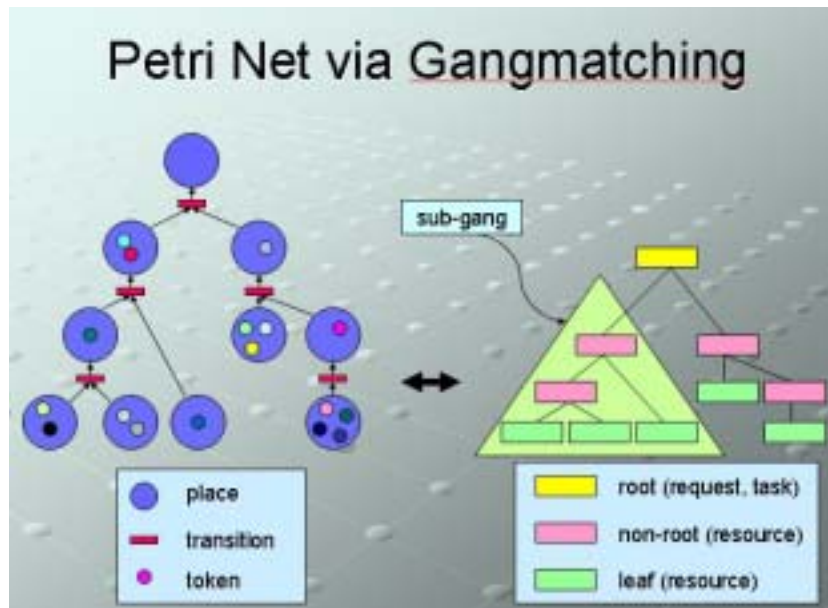 Petri Net via Gangmatching
sub-gang
place
transition
token
root (request, task)
non-root (resource)
leaf (resource)